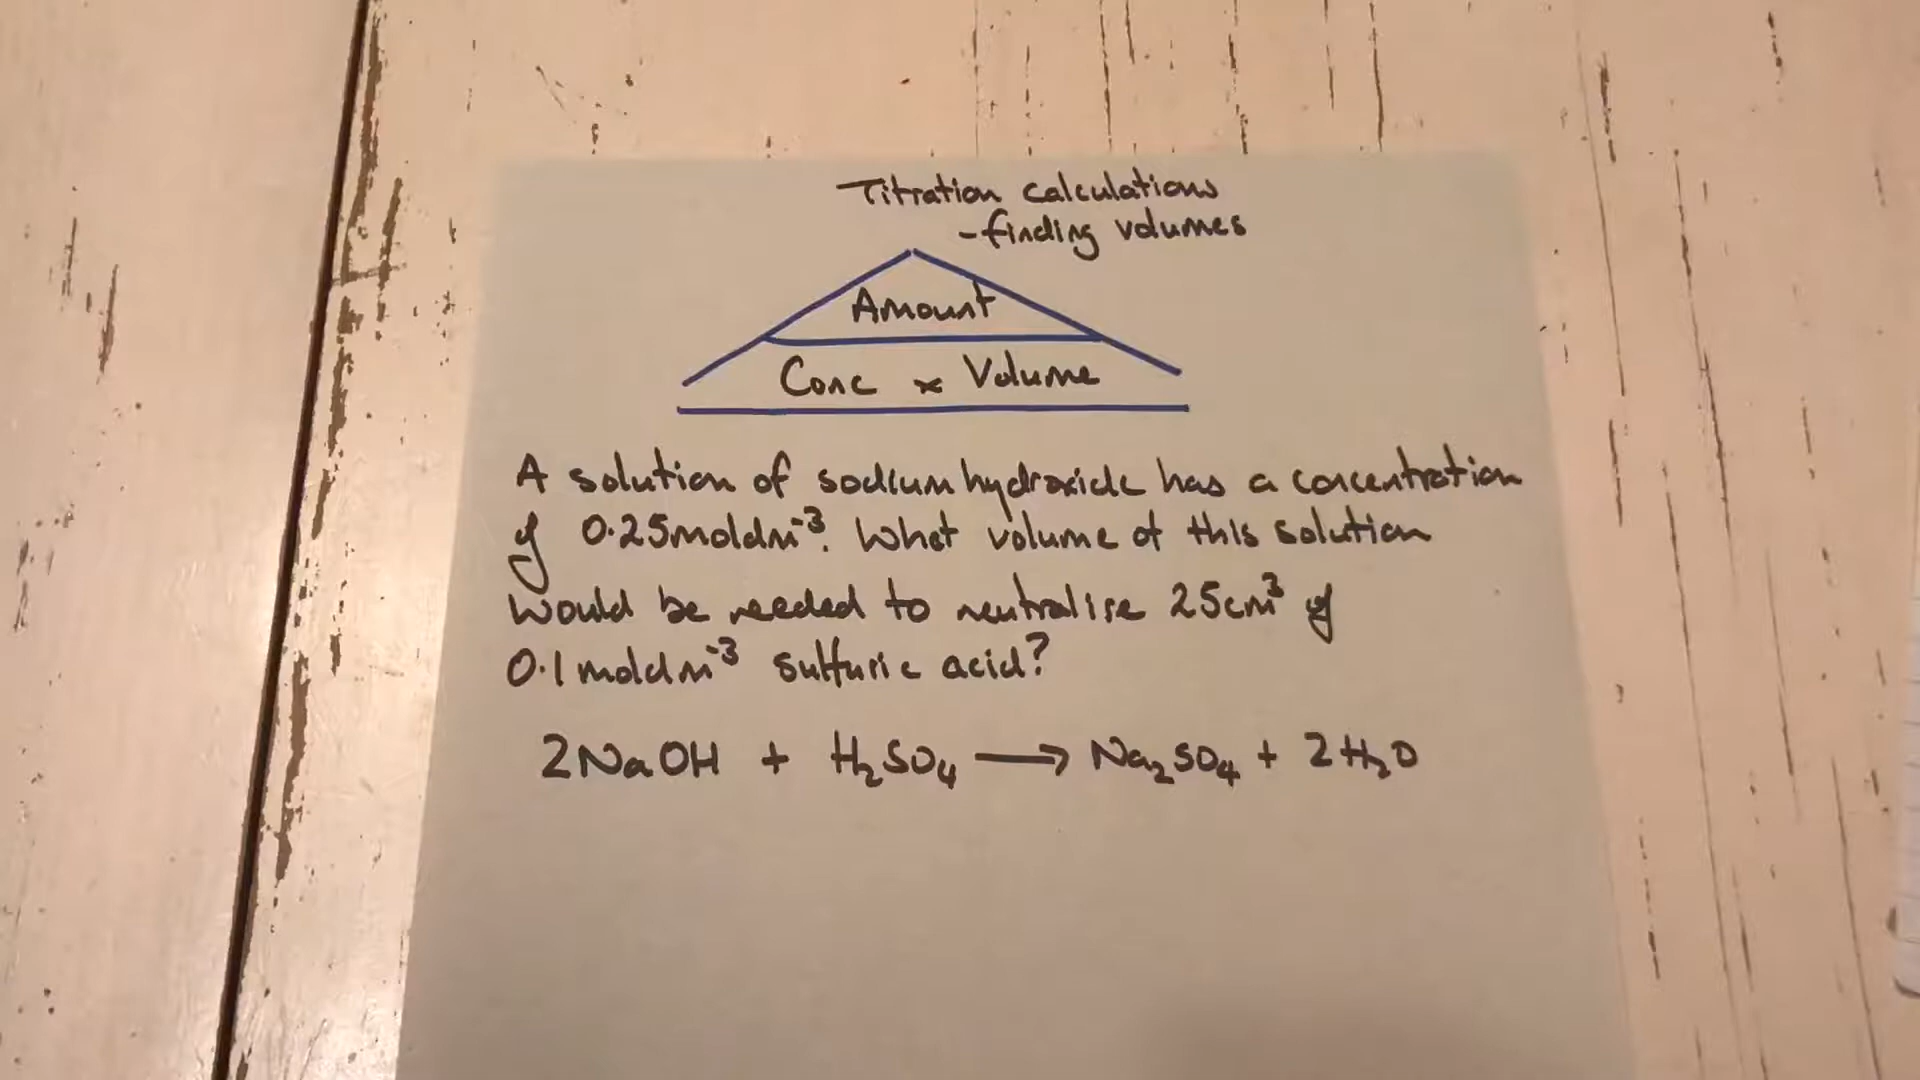 Titration calculations
- finding volumes
Amount
Conc × Volume
A solution of sodium hydroxide has a concentration
of 0.25moldm⁻³. What volume of this solution
would be needed to neutralise 25cm³ of
0.1moldm⁻³ sulfuric acid?
2NaOH + H₂SO₄ ⟶ Na₂SO₄ + 2H₂O